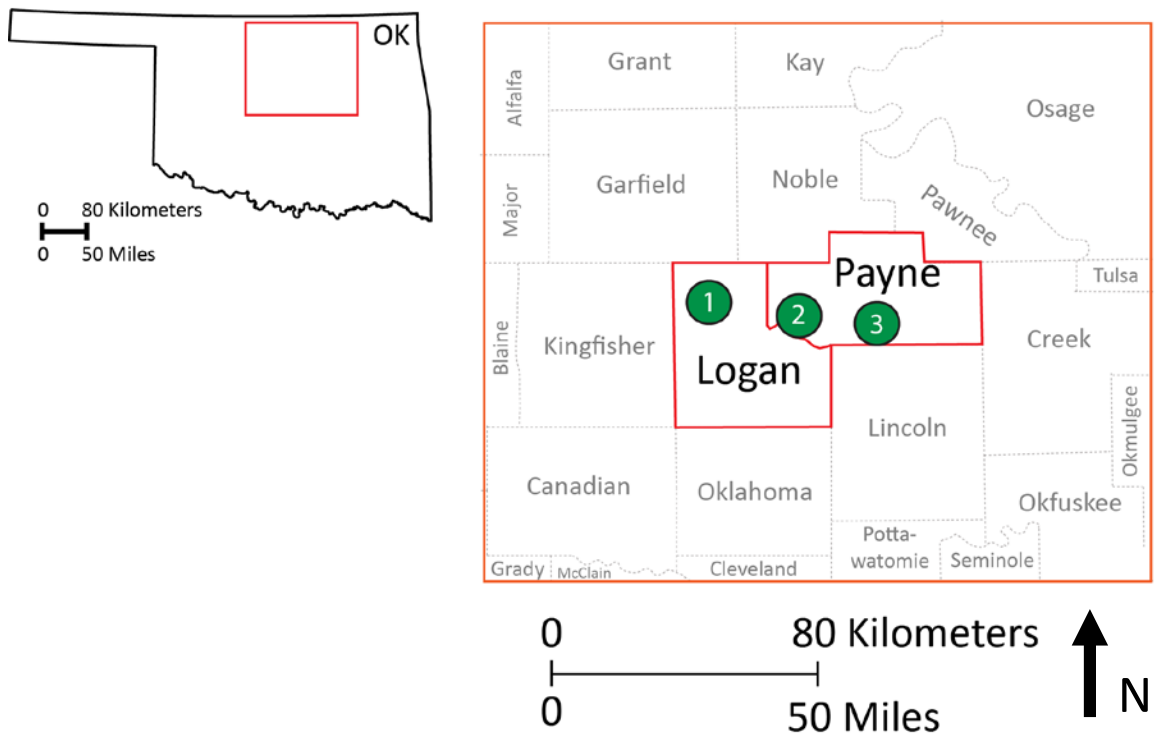 OK
0 80 Kilometers
0 50 Miles
Alfalfa
Grant
Kay
Osage
Major
Garfield
Noble
Pawnee
Payne
Tulsa
1
2
3
Blaine
Kingfisher
Logan
Creek
Lincoln
Okmulgee
Canadian
Oklahoma
Okfuskee
Potta-
watomie
Seminole
Grady
McClain
Cleveland
0 80 Kilometers
0 50 Miles
N